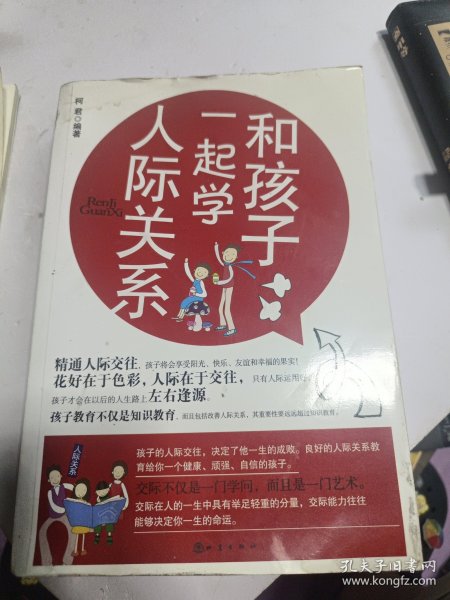 和孩子
一起学
人际关系
RenJi
GuanXi
柯君◎编著
精通人际交往，孩子将会享受阳光、快乐、友谊和幸福的果实！
花好在于色彩，人际在于交往，只有人际运用
孩子才会在以后的人生路上左右逢源。
孩子教育不仅是知识教育，而且包括改善人际关系，其重要性要远远超过知识教育。
人际关系
孩子的人际交往，决定了他一生的成败。良好的人际关系教
育给你一个健康、顽强、自信的孩子。
交际不仅是一门学问，而且是一门艺术。
交际在人的一生中具有举足轻重的分量，交际能力往往
能够决定你一生的命运。
地震出版社
孔夫子旧书网
www.kongfz.com